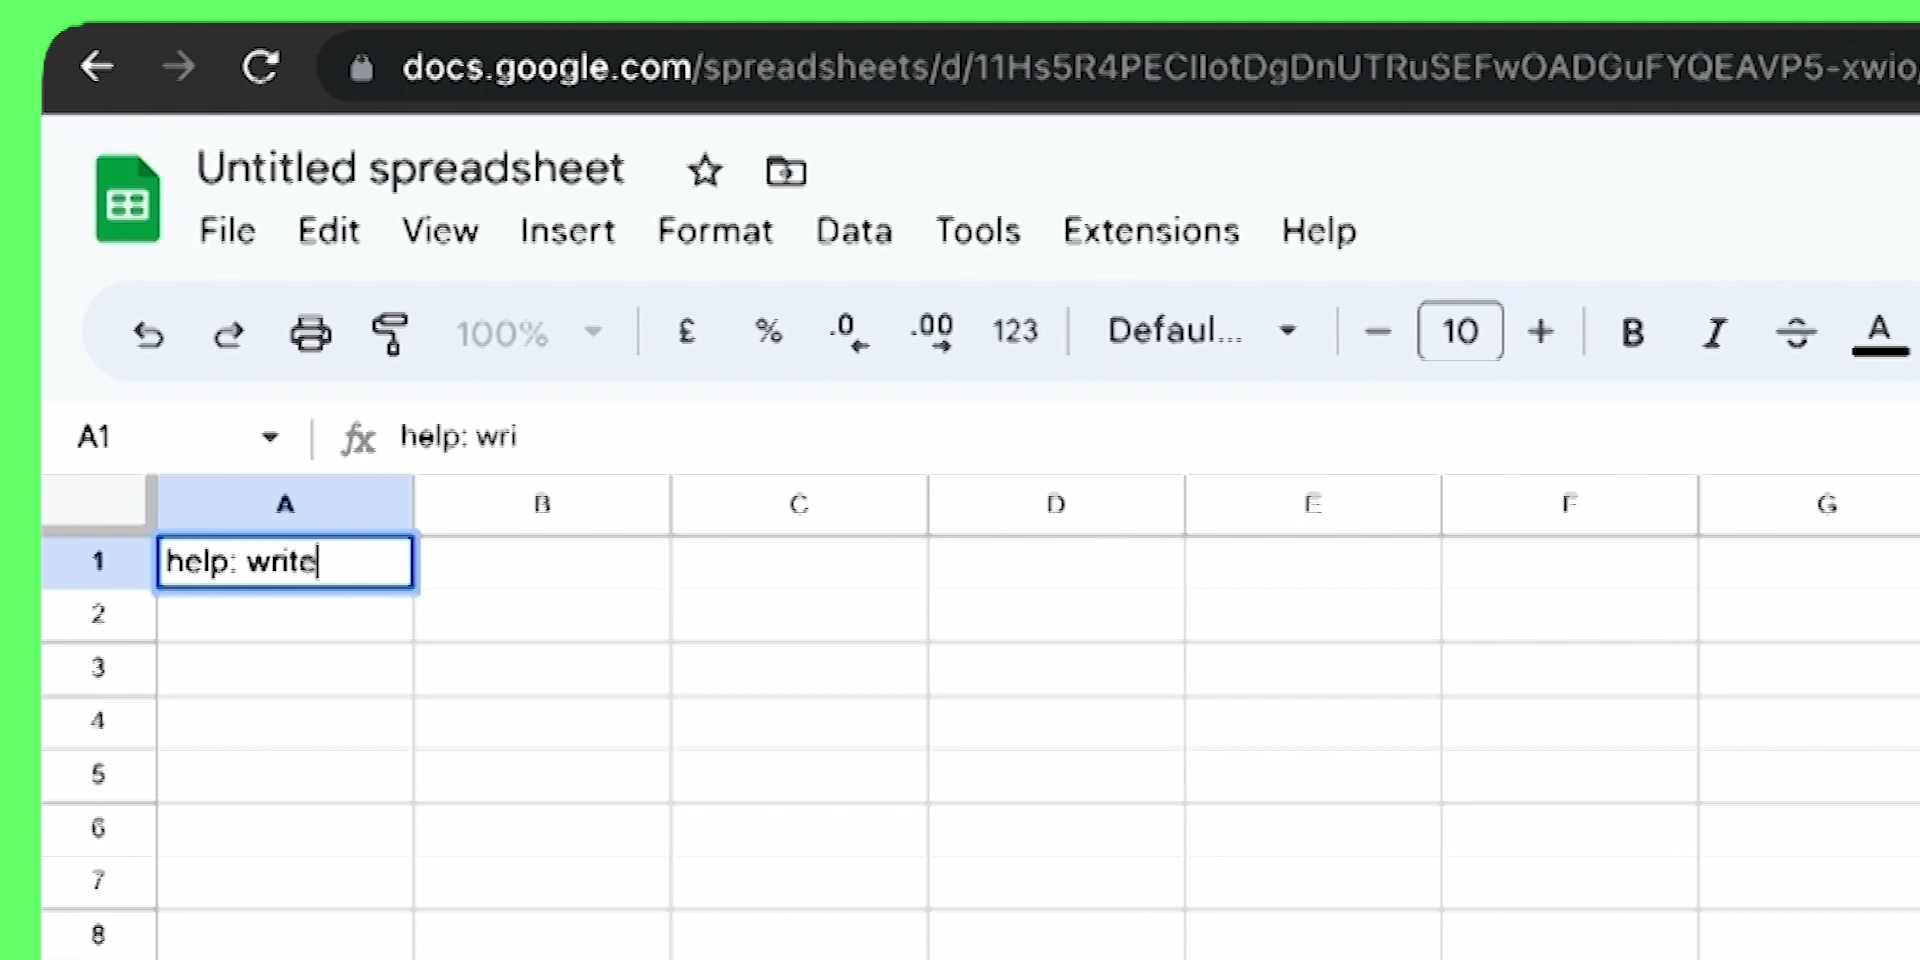 docs.google.com/spreadsheets/d/11Hs5R4PECIIotDgDnUTRuSEFwOADGuFYQEAVP5-xwio/
Untitled spreadsheet
File Edit View Insert Format Data Tools Extensions Help
100% £ % .0 .00 123 Defaul... − 10 + B I S A
A1 fx help: wri
A B C D E F G
1 help: write
2
3
4
5
6
7
8